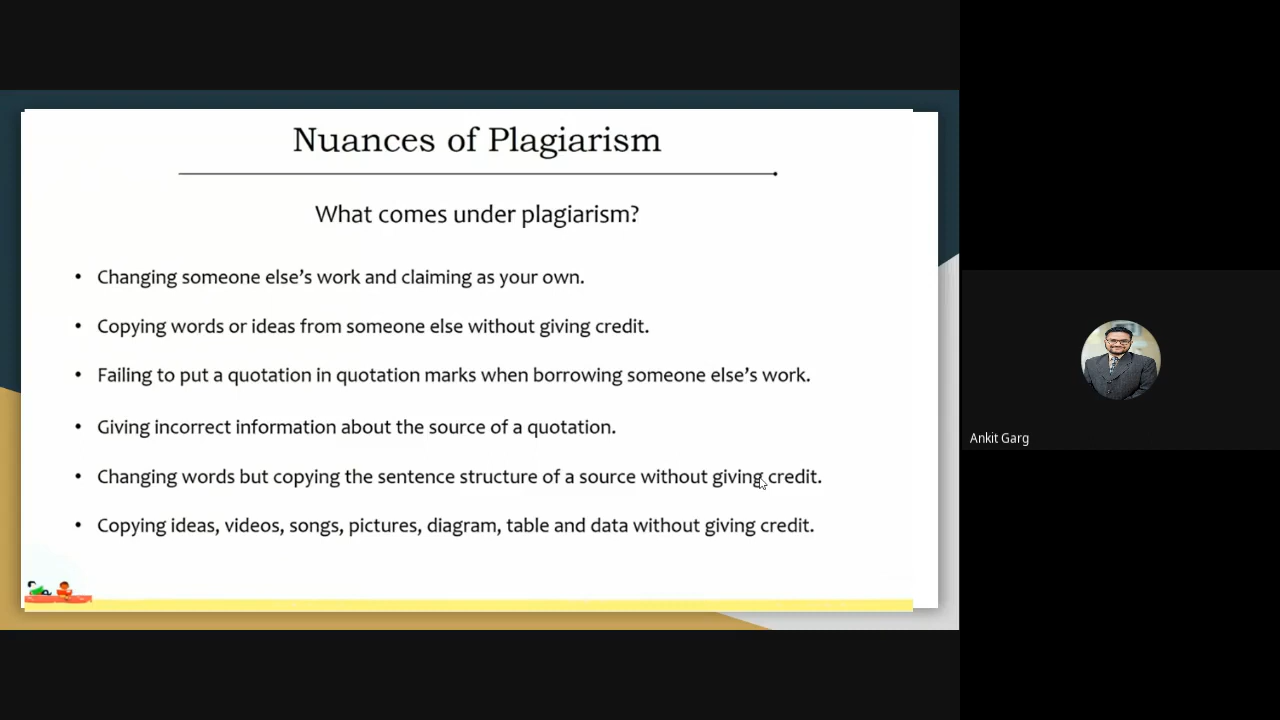 Nuances of Plagiarism
What comes under plagiarism?
• Changing someone else’s work and claiming as your own.
• Copying words or ideas from someone else without giving credit.
• Failing to put a quotation in quotation marks when borrowing someone else’s work.
• Giving incorrect information about the source of a quotation.
• Changing words but copying the sentence structure of a source without giving credit.
• Copying ideas, videos, songs, pictures, diagram, table and data without giving credit.
Ankit Garg